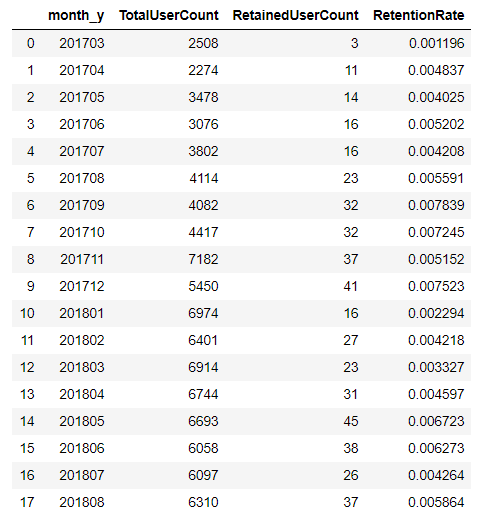 month_y TotalUserCount RetainedUserCount RetentionRate
0 201703 2508 3 0.001196
1 201704 2274 11 0.004837
2 201705 3478 14 0.004025
3 201706 3076 16 0.005202
4 201707 3802 16 0.004208
5 201708 4114 23 0.005591
6 201709 4082 32 0.007839
7 201710 4417 32 0.007245
8 201711 7182 37 0.005152
9 201712 5450 41 0.007523
10 201801 6974 16 0.002294
11 201802 6401 27 0.004218
12 201803 6914 23 0.003327
13 201804 6744 31 0.004597
14 201805 6693 45 0.006723
15 201806 6058 38 0.006273
16 201807 6097 26 0.004264
17 201808 6310 37 0.005864